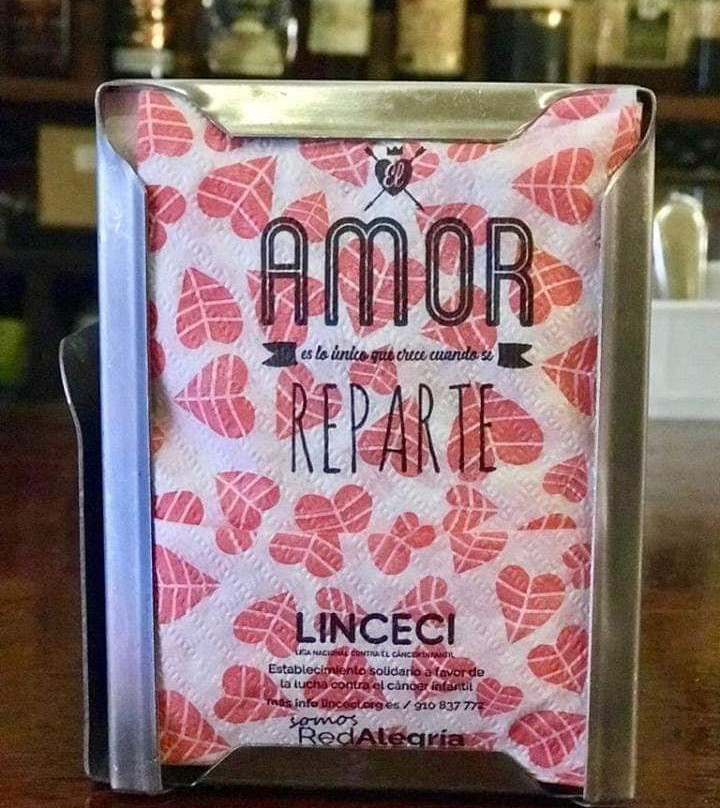 El
AMOR
es lo único que crece cuando se
REPARTE
LINCECI
LIGA NACIONAL CONTRA EL CÁNCER INFANTIL
Establecimiento solidario a favor de
la lucha contra el cáncer infantil
más info linceci.org.es / 910 837 772
somos
RedAlegría